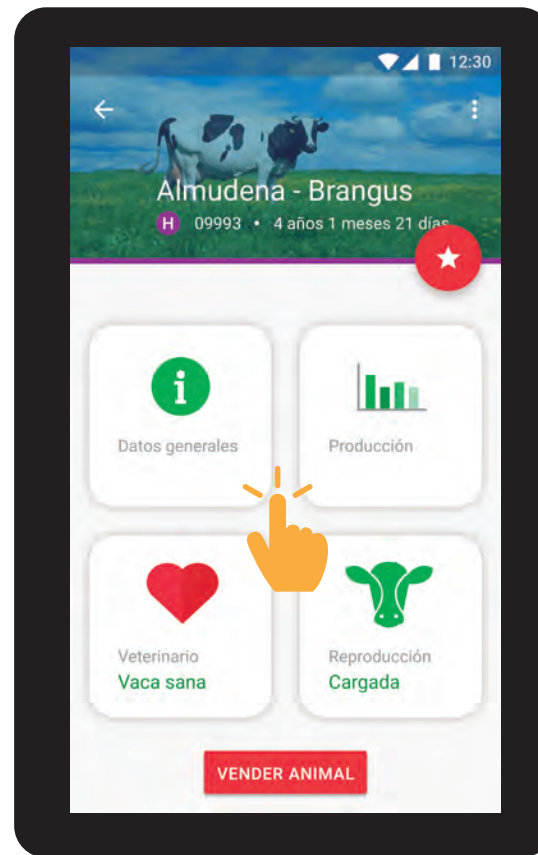 12:30
Almudena - Brangus
H 09993 • 4 años 1 meses 21 días
Datos generales
Producción
Veterinario
Vaca sana
Reproducción
Cargada
VENDER ANIMAL